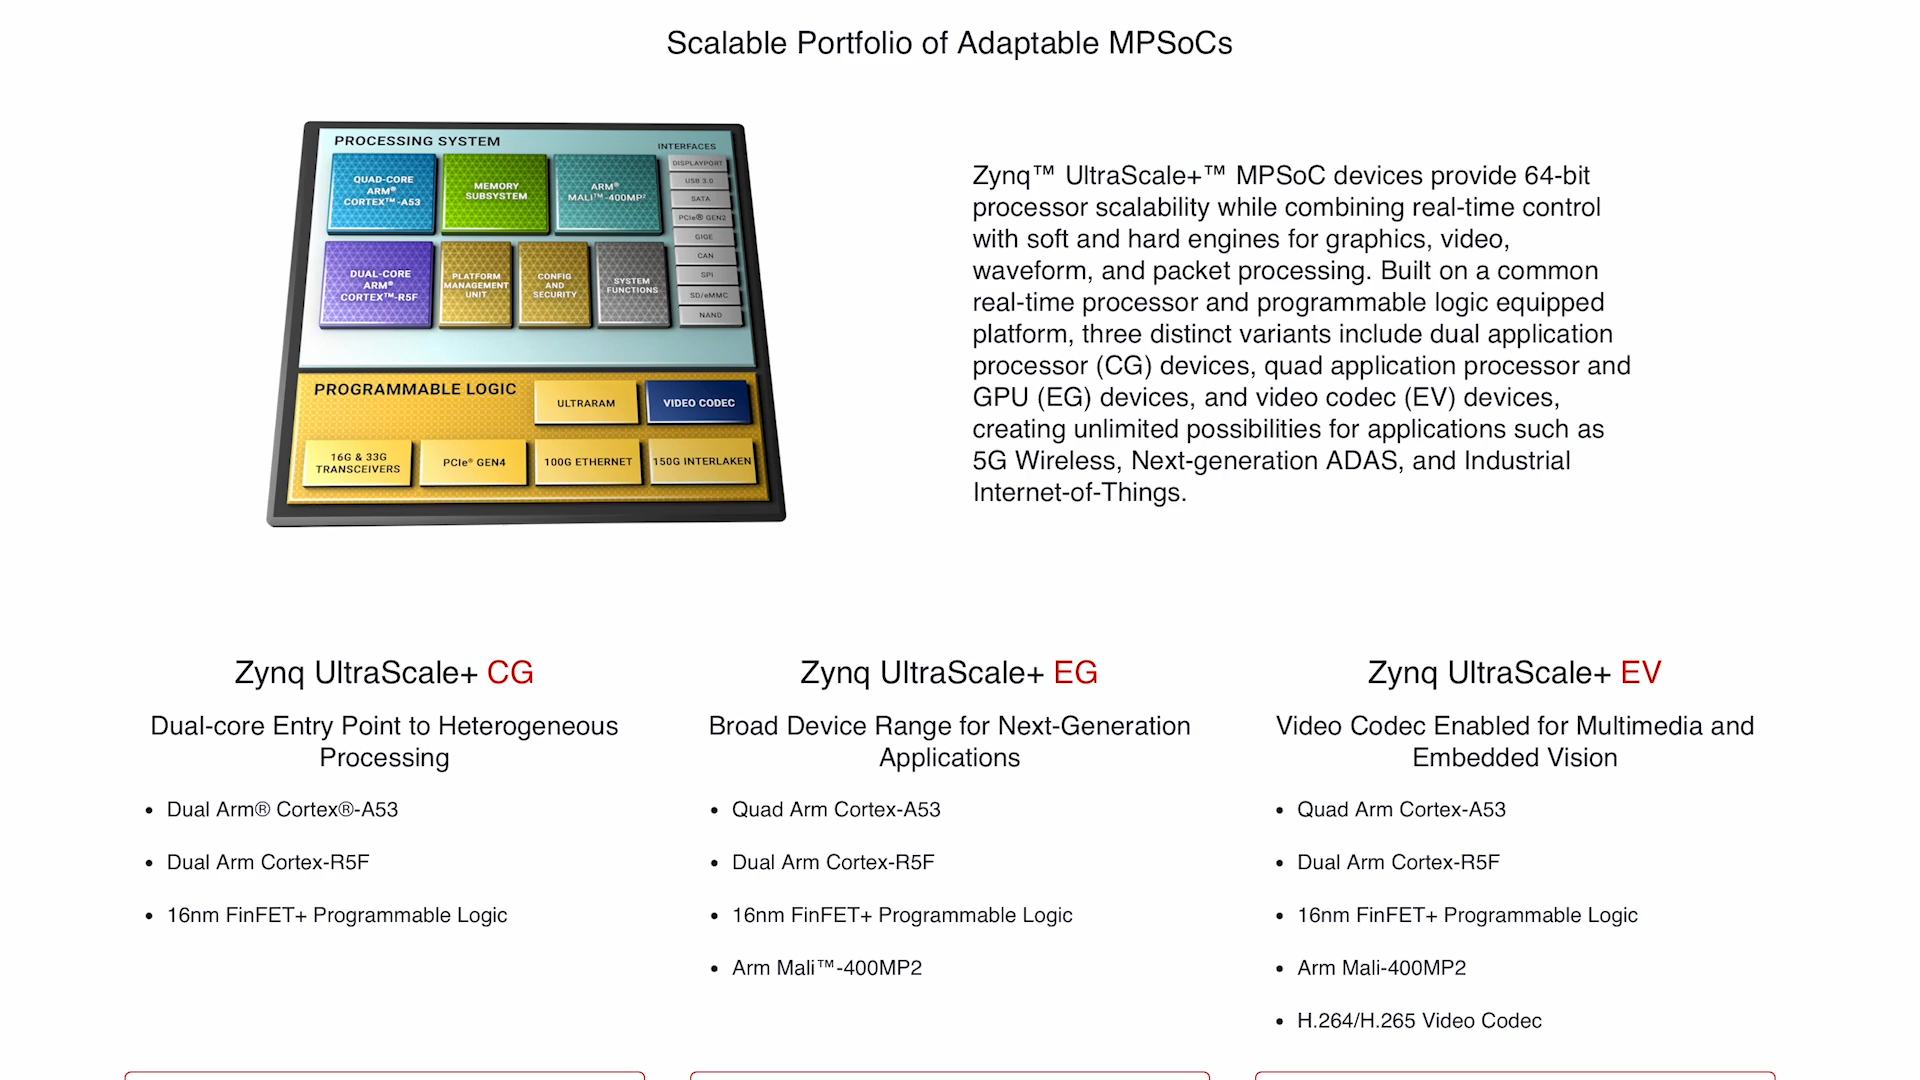 Scalable Portfolio of Adaptable MPSoCs
PROCESSING SYSTEM
INTERFACES
QUAD-CORE
ARM®
CORTEX™-A53
MEMORY
SUBSYSTEM
ARM®
MALI™-400MP2
DISPLAYPORT
USB 3.0
SATA
PCIe® GEN2
GIGE
CAN
SPI
SD/eMMC
NAND
DUAL-CORE
ARM®
CORTEX™-R5F
PLATFORM
MANAGEMENT
UNIT
CONFIG
AND
SECURITY
SYSTEM
FUNCTIONS
PROGRAMMABLE LOGIC
ULTRARAM
VIDEO CODEC
16G & 33G
TRANSCEIVERS
PCIe® GEN4
100G ETHERNET
150G INTERLAKEN
Zynq™ UltraScale+™ MPSoC devices provide 64-bit
processor scalability while combining real-time control
with soft and hard engines for graphics, video,
waveform, and packet processing. Built on a common
real-time processor and programmable logic equipped
platform, three distinct variants include dual application
processor (CG) devices, quad application processor and
GPU (EG) devices, and video codec (EV) devices,
creating unlimited possibilities for applications such as
5G Wireless, Next-generation ADAS, and Industrial
Internet-of-Things.
Zynq UltraScale+ CG
Dual-core Entry Point to Heterogeneous
Processing
• Dual Arm® Cortex®-A53
• Dual Arm Cortex-R5F
• 16nm FinFET+ Programmable Logic
Zynq UltraScale+ EG
Broad Device Range for Next-Generation
Applications
• Quad Arm Cortex-A53
• Dual Arm Cortex-R5F
• 16nm FinFET+ Programmable Logic
• Arm Mali™-400MP2
Zynq UltraScale+ EV
Video Codec Enabled for Multimedia and
Embedded Vision
• Quad Arm Cortex-A53
• Dual Arm Cortex-R5F
• 16nm FinFET+ Programmable Logic
• Arm Mali-400MP2
• H.264/H.265 Video Codec